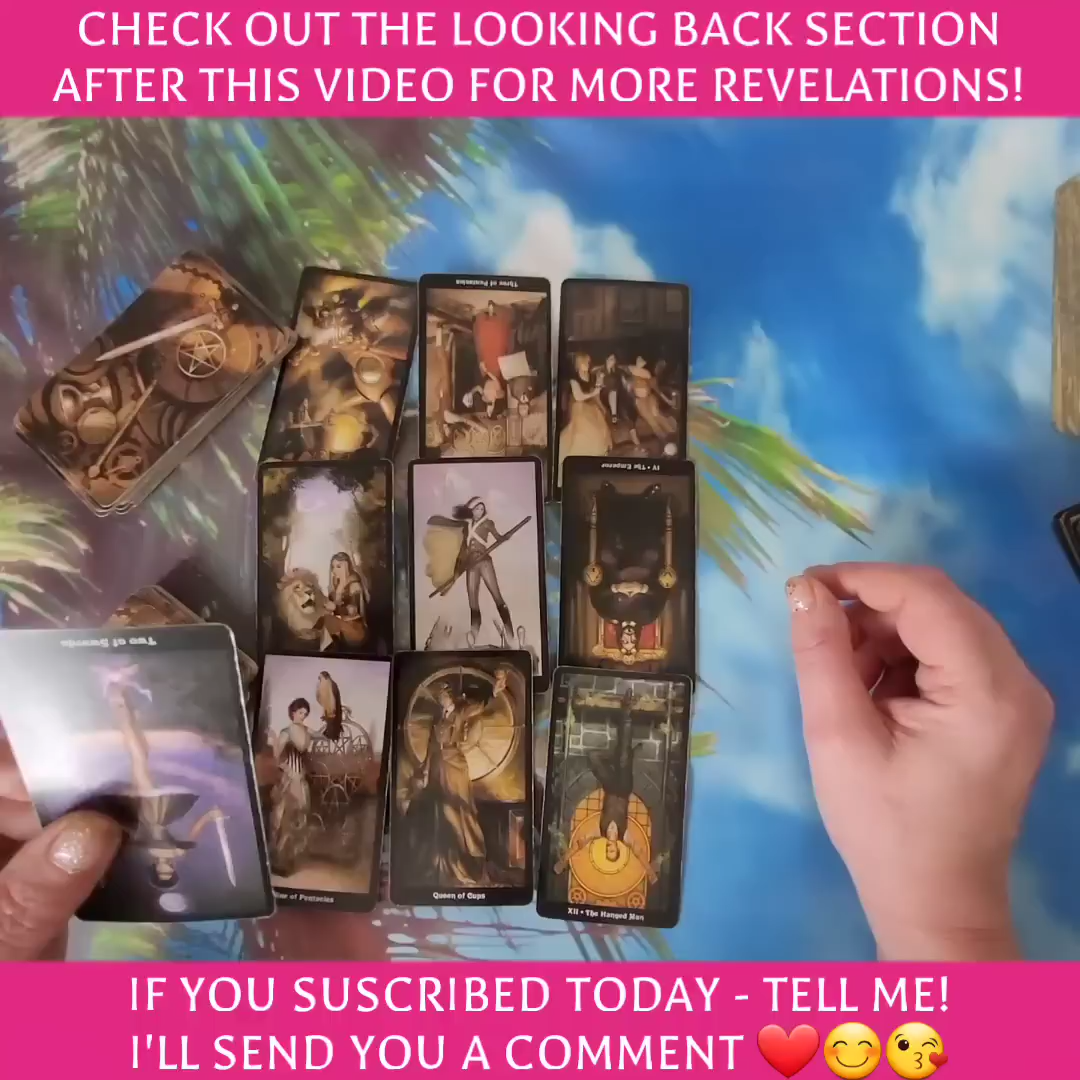 CHECK OUT THE LOOKING BACK SECTION
AFTER THIS VIDEO FOR MORE REVELATIONS!
Three of Pentacles
IV • The Emperor
Two of Swords
of Pentacles
Queen of Cups
XII • The Hanged Man
IF YOU SUSCRIBED TODAY - TELL ME!
I'LL SEND YOU A COMMENT ❤️😊😘